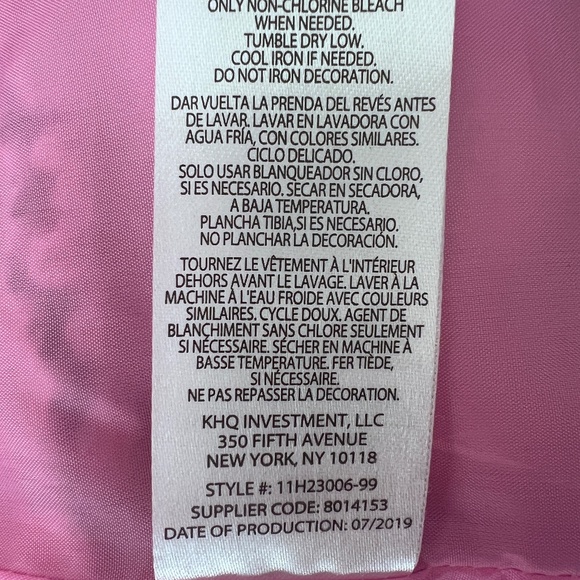 ONLY NON-CHLORINE BLEACH
WHEN NEEDED.
TUMBLE DRY LOW.
COOL IRON IF NEEDED.
DO NOT IRON DECORATION.
DAR VUELTA LA PRENDA DEL REVÉS ANTES
DE LAVAR. LAVAR EN LAVADORA CON
AGUA FRÍA, CON COLORES SIMILARES.
CICLO DELICADO.
SOLO USAR BLANQUEADOR SIN CLORO,
SI ES NECESARIO. SECAR EN SECADORA,
A BAJA TEMPERATURA.
PLANCHA TIBIA,SI ES NECESARIO.
NO PLANCHAR LA DECORACIÓN.
TOURNEZ LE VÊTEMENT À L'INTÉRIEUR
DEHORS AVANT LE LAVAGE. LAVER À LA
MACHINE À L'EAU FROIDE AVEC COULEURS
SIMILAIRES. CYCLE DOUX. AGENT DE
BLANCHIMENT SANS CHLORE SEULEMENT
SI NÉCESSAIRE. SÉCHER EN MACHINE À
BASSE TEMPERATURE. FER TIÈDE,
SI NÉCESSAIRE.
NE PAS REPASSER LA DECORATION.
KHQ INVESTMENT, LLC
350 FIFTH AVENUE
NEW YORK, NY 10118
STYLE #: 11H23006-99
SUPPLIER CODE: 8014153
DATE OF PRODUCTION: 07/2019